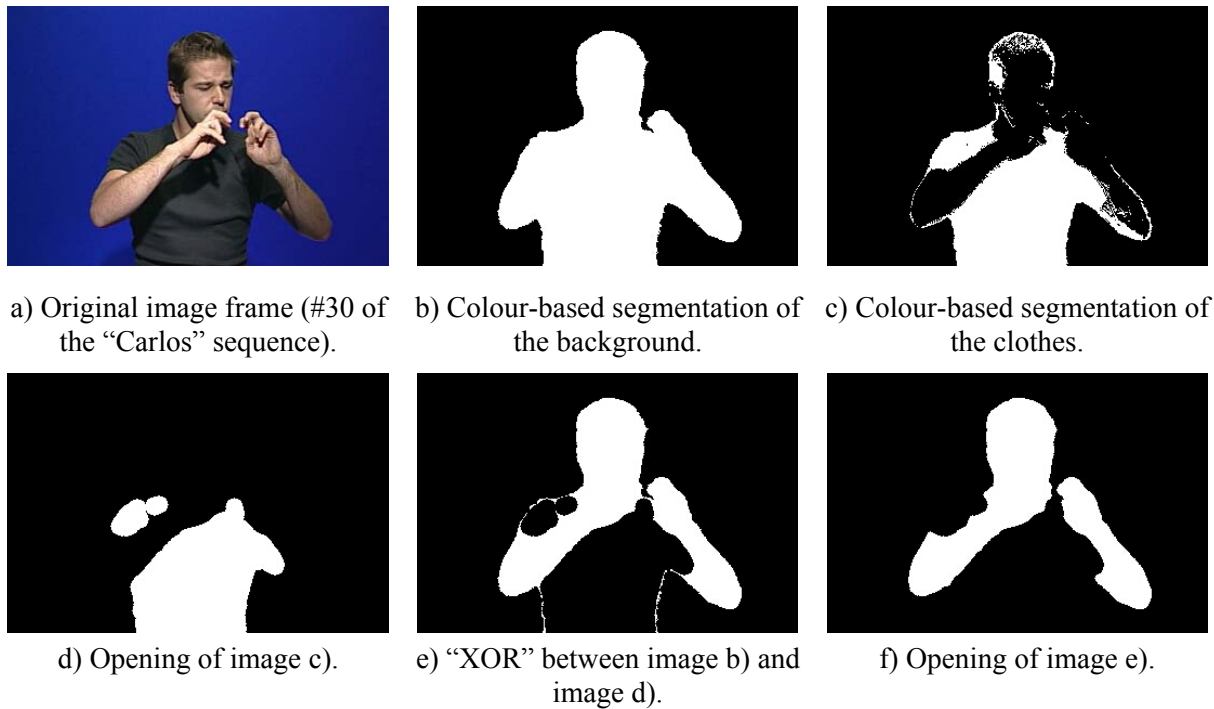 a) Original image frame (#30 of
the “Carlos” sequence).
b) Colour-based segmentation of
the background.
c) Colour-based segmentation of
the clothes.
d) Opening of image c).
e) “XOR” between image b) and
image d).
f) Opening of image e).